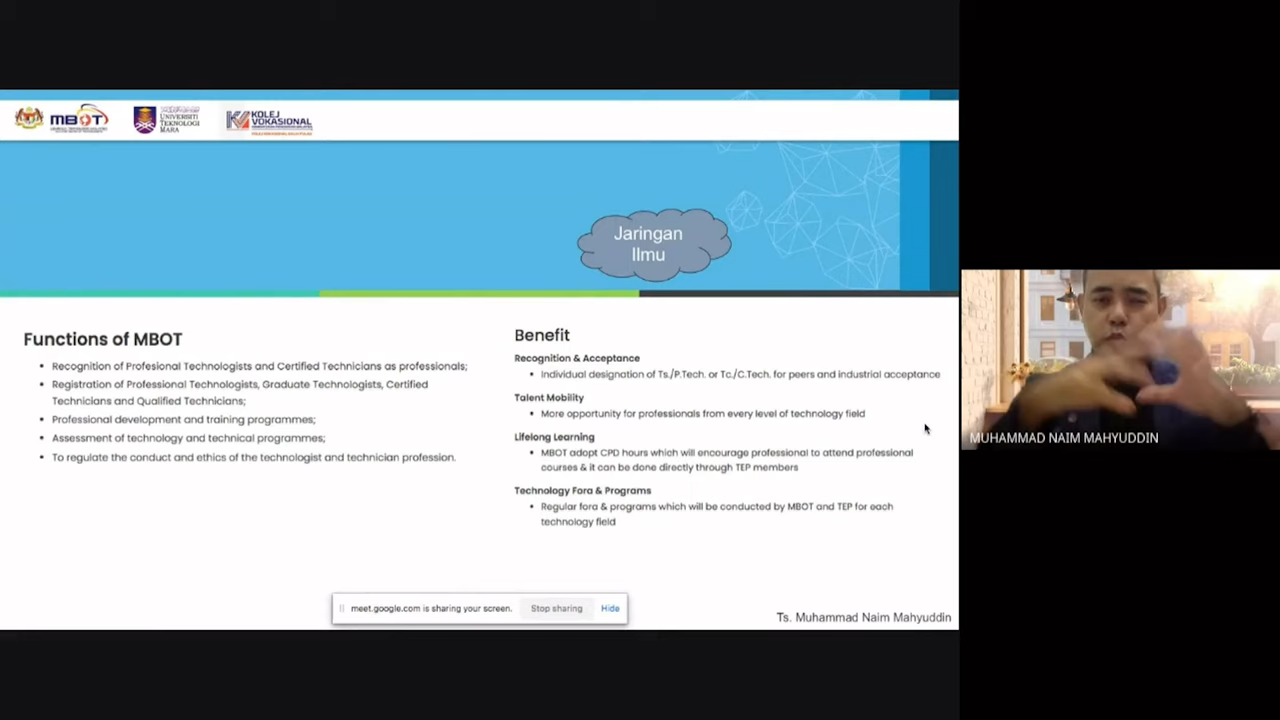 MBOT
UNIVERSITI
TEKNOLOGI
MARA
KOLEJ
VOKASIONAL
Jaringan
Ilmu
Functions of MBOT
• Recognition of Profesional Technologists and Certified Technicians as professionals;
• Registration of Professional Technologists, Graduate Technologists, Certified
Technicians and Qualified Technicians;
• Professional development and training programmes;
• Assessment of technology and technical programmes;
• To regulate the conduct and ethics of the technologist and technician profession.
Benefit
Recognition & Acceptance
• Individual designation of Ts./P.Tech. or Tc./C.Tech. for peers and industrial acceptance
Talent Mobility
• More opportunity for professionals from every level of technology field
Lifelong Learning
• MBOT adopt CPD hours which will encourage professional to attend professional
courses & it can be done directly through TEP members
Technology Fora & Programs
• Regular fora & programs which will be conducted by MBOT and TEP for each
technology field
meet.google.com is sharing your screen. Stop sharing Hide
Ts. Muhammad Naim Mahyuddin
MUHAMMAD NAIM MAHYUDDIN